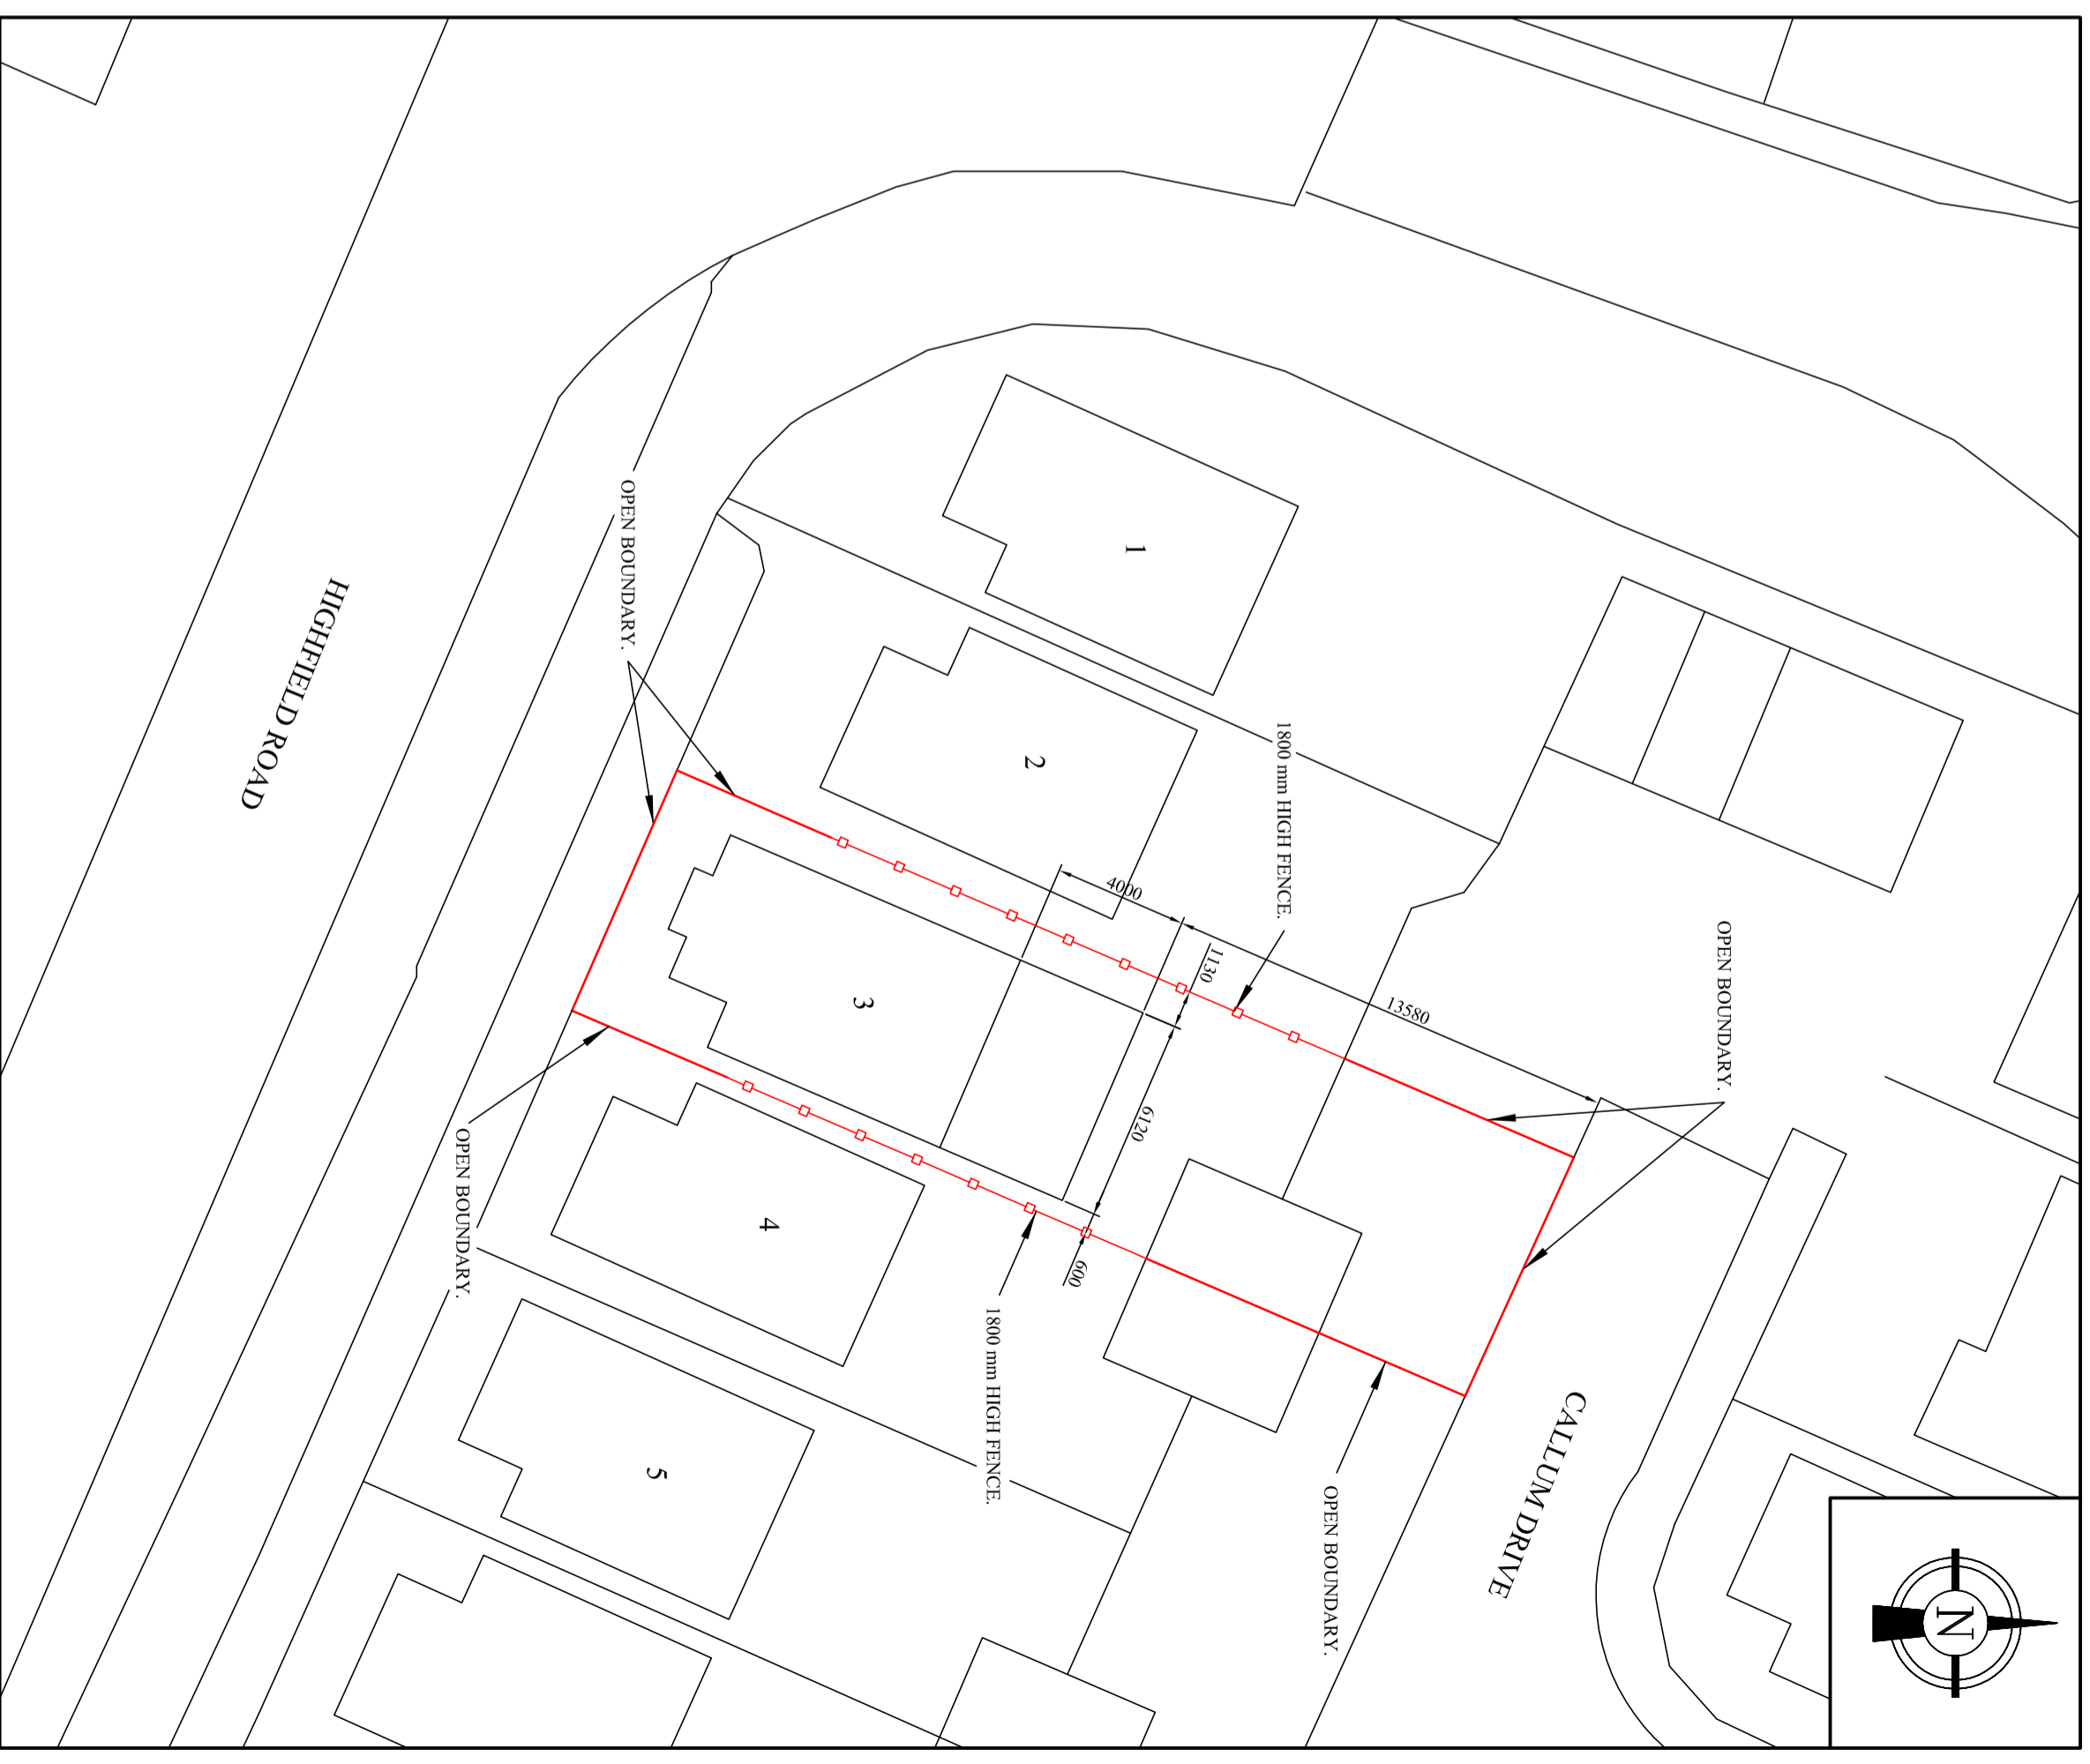 CALLUM DRIVE
OPEN BOUNDARY.
OPEN BOUNDARY.
13580
1800 mm HIGH FENCE.
1130
4000
6120
600
1
2
3
4
5
1800 mm HIGH FENCE.
OPEN BOUNDARY.
OPEN BOUNDARY.
HIGHFIELD ROAD
N